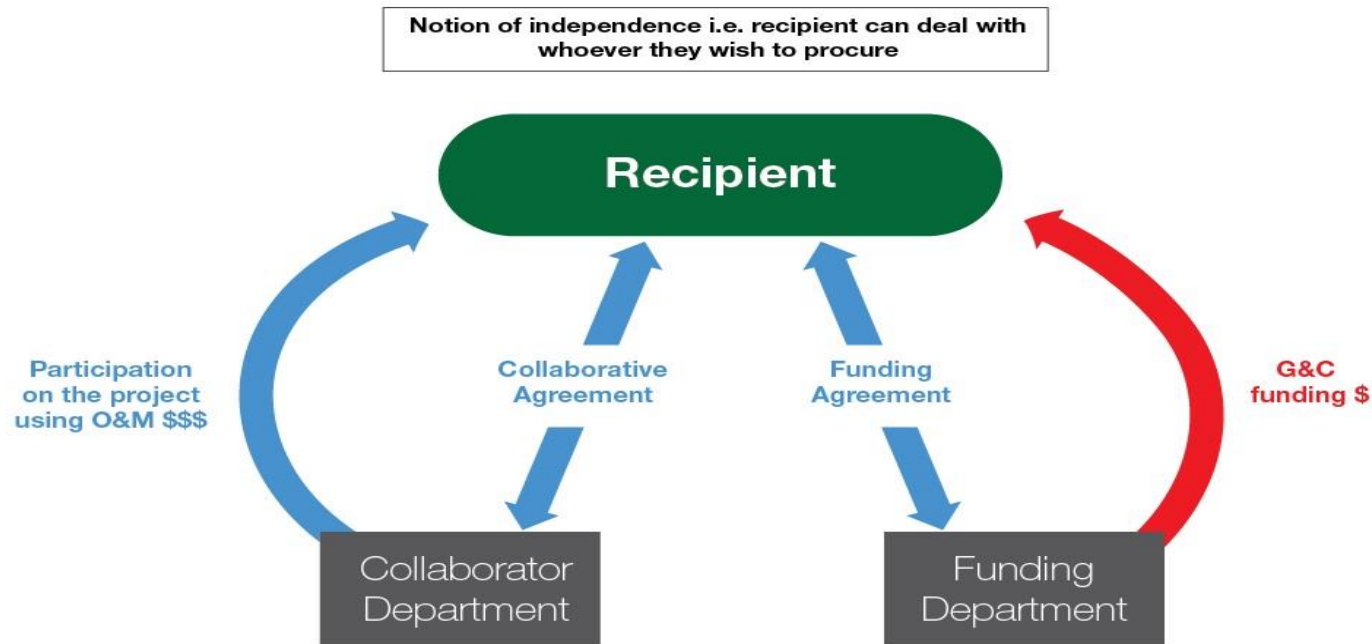 Notion of independence i.e. recipient can deal with
whoever they wish to procure
Recipient
Participation
on the project
using O&M $$$
Collaborative
Agreement
Funding
Agreement
G&C
funding $
Collaborator
Department
Funding
Department